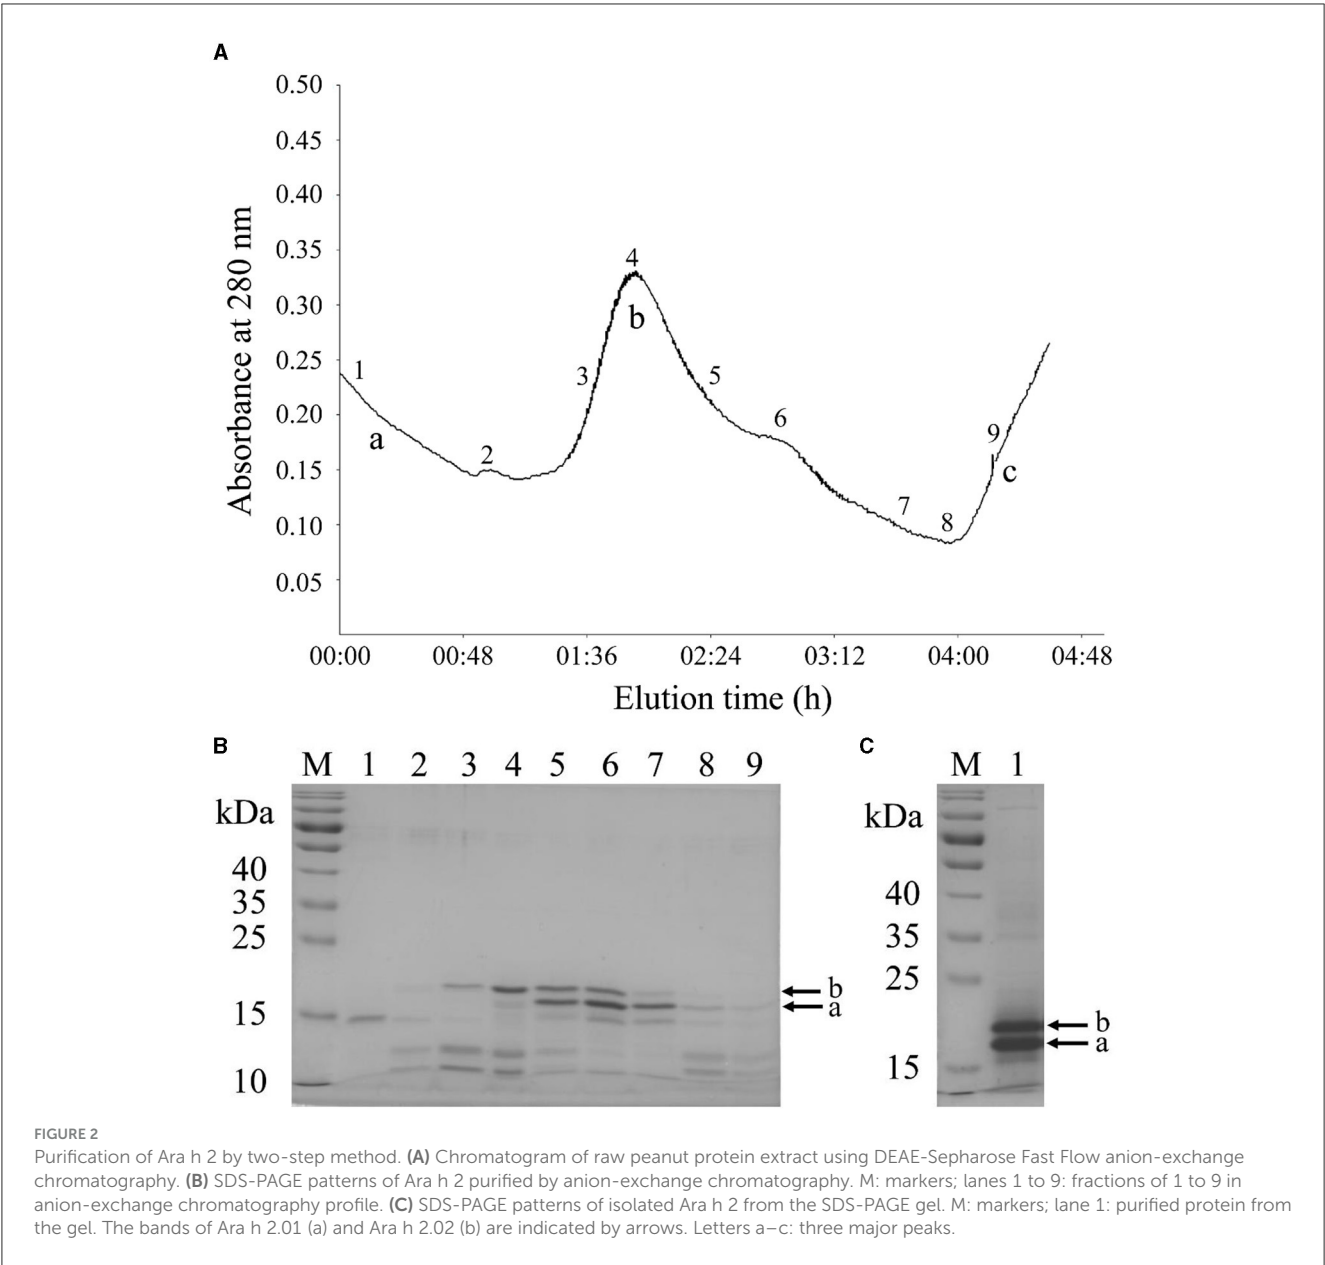 A
0.50
0.45
0.40
0.35
0.30
0.25
0.20
0.15
0.10
0.05
Absorbance at 280 nm
1
a
2
3
4
b
5
6
7
8
9
c
00:00 00:48 01:36 02:24 03:12 04:00 04:48
Elution time (h)
B
M 1 2 3 4 5 6 7 8 9
kDa
40
35
25
15
10
b
a
C
M 1
kDa
40
35
25
15
b
a
FIGURE 2
Purification of Ara h 2 by two-step method. (A) Chromatogram of raw peanut protein extract using DEAE-Sepharose Fast Flow anion-exchange
chromatography. (B) SDS-PAGE patterns of Ara h 2 purified by anion-exchange chromatography. M: markers; lanes 1 to 9: fractions of 1 to 9 in
anion-exchange chromatography profile. (C) SDS-PAGE patterns of isolated Ara h 2 from the SDS-PAGE gel. M: markers; lane 1: purified protein from
the gel. The bands of Ara h 2.01 (a) and Ara h 2.02 (b) are indicated by arrows. Letters a–c: three major peaks.